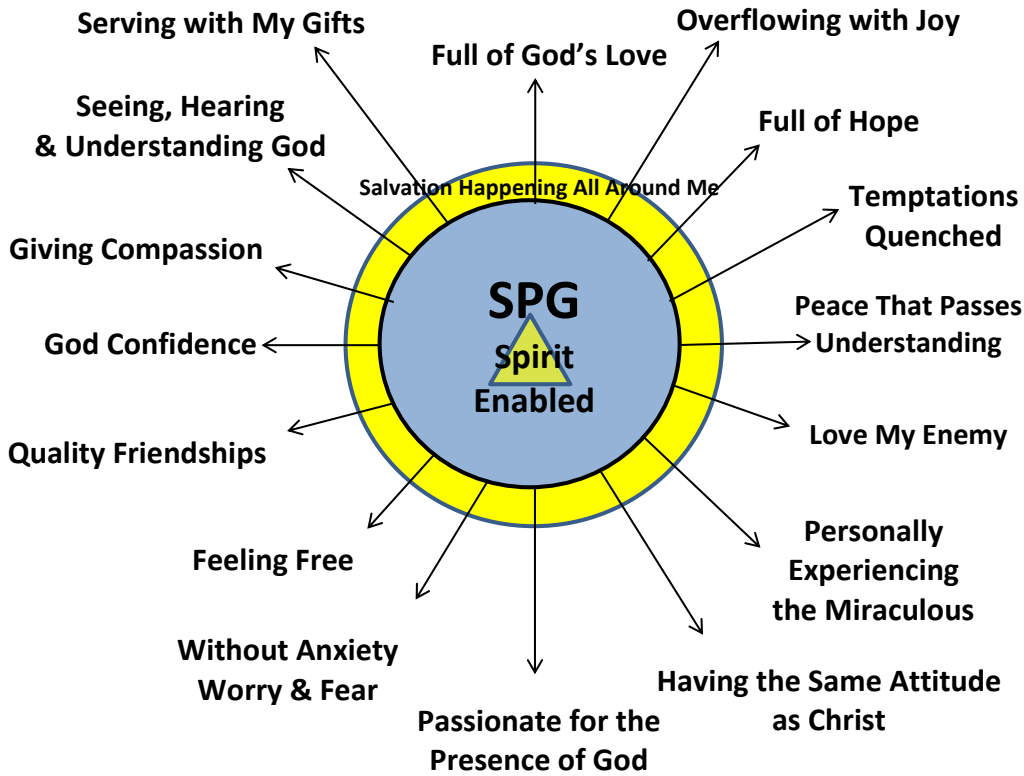 Serving with My Gifts
Full of God’s Love
Overflowing with Joy
Seeing, Hearing
& Understanding God
Full of Hope
Salvation Happening All Around Me
Temptations
Quenched
Giving Compassion
SPG
Spirit
Enabled
Peace That Passes
Understanding
God Confidence
Love My Enemy
Quality Friendships
Personally
Experiencing
the Miraculous
Feeling Free
Without Anxiety
Worry & Fear
Having the Same Attitude
as Christ
Passionate for the
Presence of God